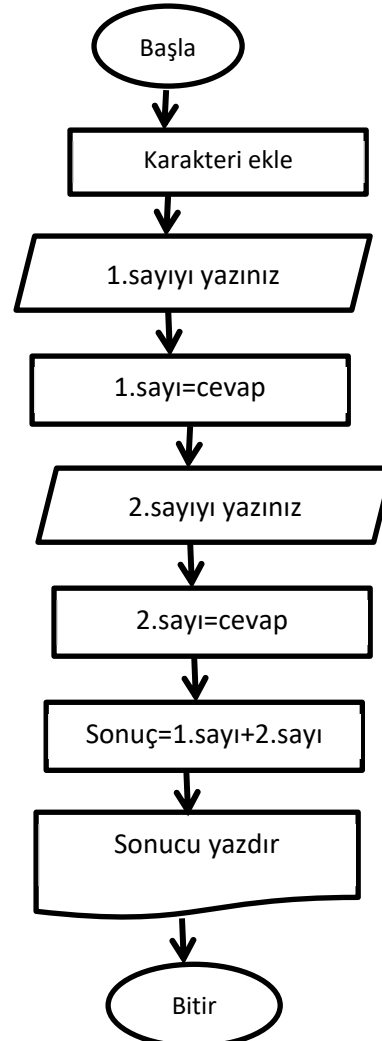 Başla
Karakteri ekle
1.sayıyı yazınız
1.sayı=cevap
2.sayıyı yazınız
2.sayı=cevap
Sonuç=1.sayı+2.sayı
Sonucu yazdır
Bitir